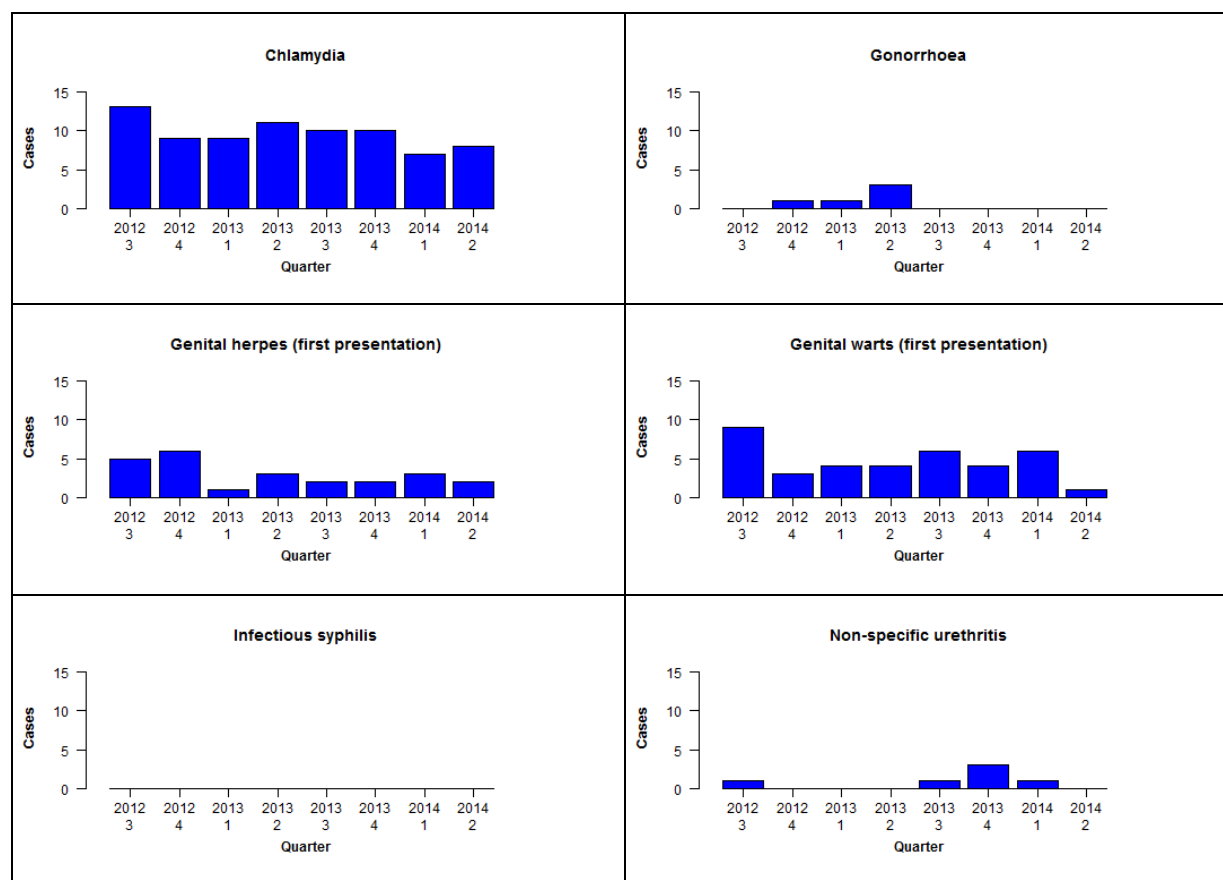 Chlamydia
15
10
5
0
Cases
2012 2012 2013 2013 2013 2013 2014 2014
3 4 1 2 3 4 1 2
Quarter
Gonorrhoea
15
10
5
0
Cases
2012 2012 2013 2013 2013 2013 2014 2014
3 4 1 2 3 4 1 2
Quarter
Genital herpes (first presentation)
15
10
5
0
Cases
2012 2012 2013 2013 2013 2013 2014 2014
3 4 1 2 3 4 1 2
Quarter
Genital warts (first presentation)
15
10
5
0
Cases
2012 2012 2013 2013 2013 2013 2014 2014
3 4 1 2 3 4 1 2
Quarter
Infectious syphilis
15
10
5
0
Cases
2012 2012 2013 2013 2013 2013 2014 2014
3 4 1 2 3 4 1 2
Quarter
Non-specific urethritis
15
10
5
0
Cases
2012 2012 2013 2013 2013 2013 2014 2014
3 4 1 2 3 4 1 2
Quarter